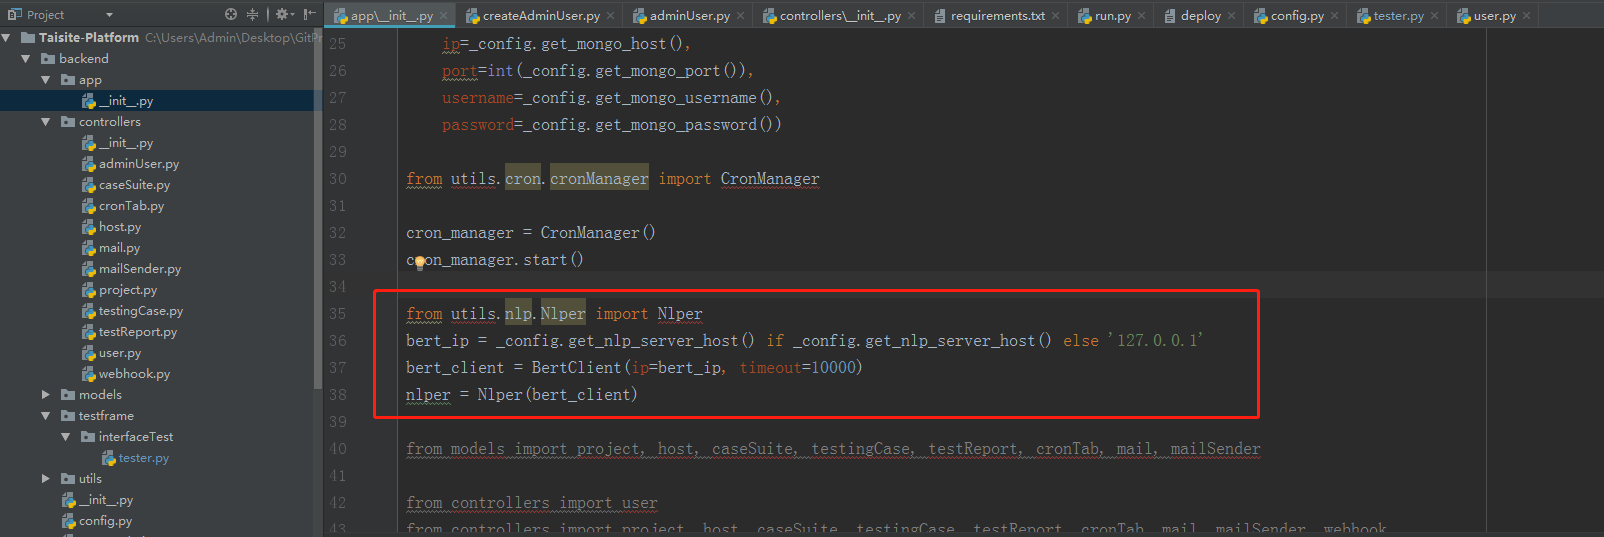 Project
app\__init__.py
createAdminUser.py
adminUser.py
controllers\__init__.py
requirements.txt
run.py
deploy
config.py
tester.py
user.py
Taisite-Platform C:\Users\Admin\Desktop\GitPr
backend
app
__init__.py
controllers
__init__.py
adminUser.py
caseSuite.py
cronTab.py
host.py
mail.py
mailSender.py
project.py
testingCase.py
testReport.py
user.py
webhook.py
models
testframe
interfaceTest
tester.py
utils
__init__.py
config.py
25 ip=_config.get_mongo_host(),
26 port=int(_config.get_mongo_port()),
27 username=_config.get_mongo_username(),
28 password=_config.get_mongo_password())
29
30 from utils.cron.cronManager import CronManager
31
32 cron_manager = CronManager()
33 cron_manager.start()
34
35 from utils.nlp.Nlper import Nlper
36 bert_ip = _config.get_nlp_server_host() if _config.get_nlp_server_host() else '127.0.0.1'
37 bert_client = BertClient(ip=bert_ip, timeout=10000)
38 nlper = Nlper(bert_client)
39
40 from models import project, host, caseSuite, testingCase, testReport, cronTab, mail, mailSender
41
42 from controllers import user
43 from controllers import project, host, caseSuite, testingCase, testReport, cronTab, mail, mailSender, webhook